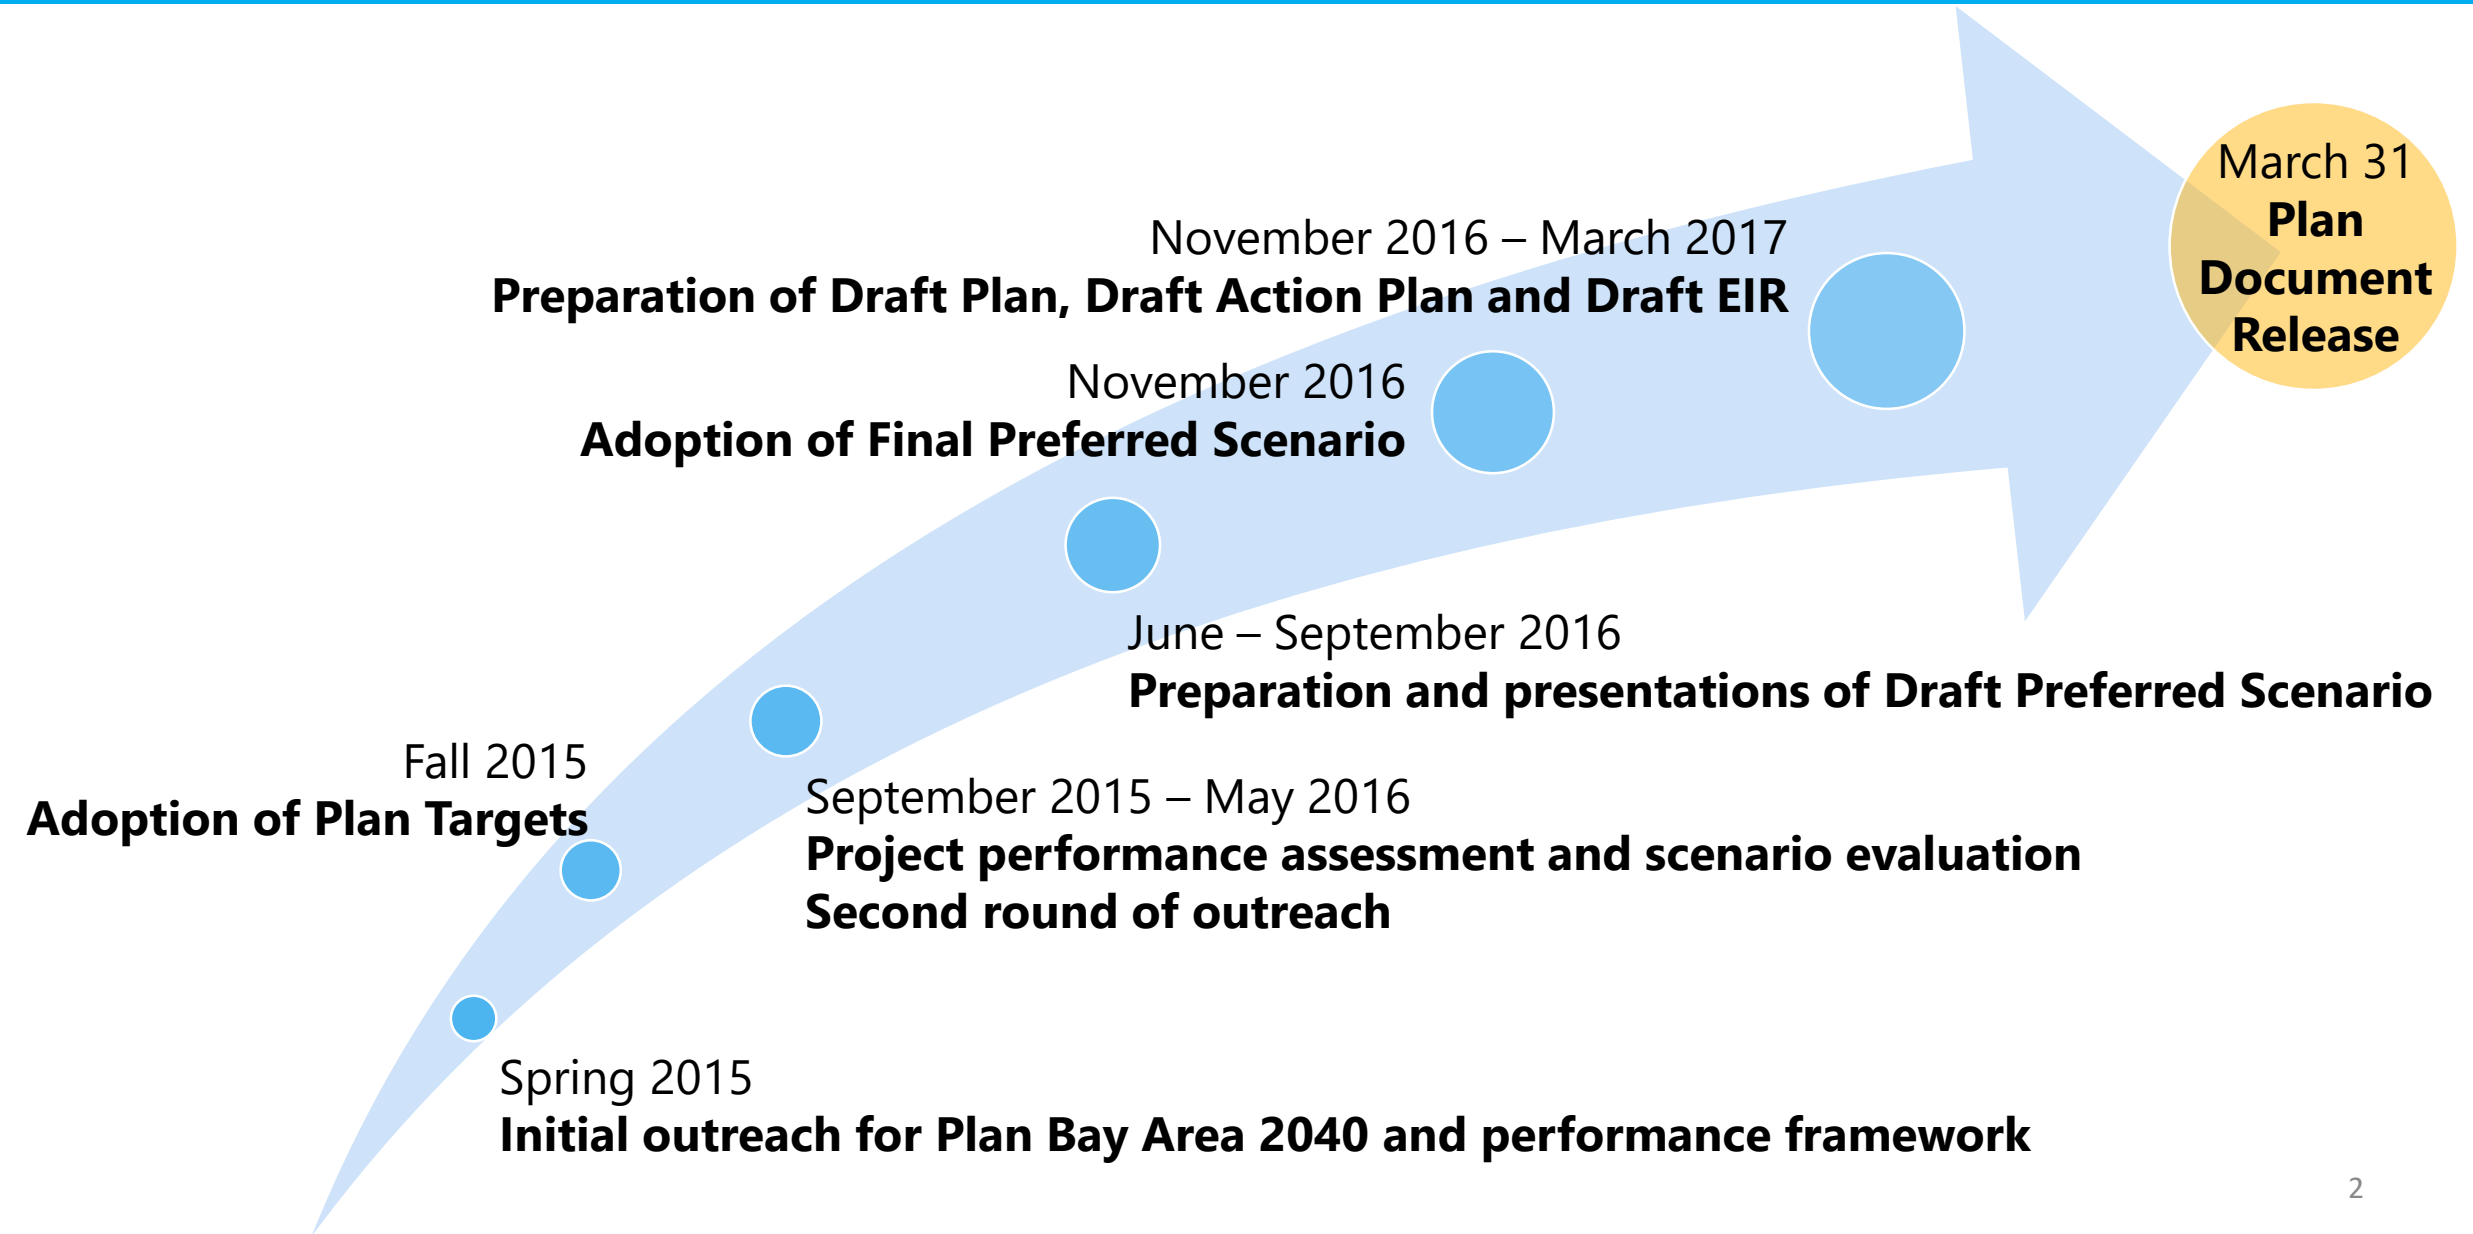 March 31
Plan
Document
Release
November 2016 – March 2017
Preparation of Draft Plan, Draft Action Plan and Draft EIR
November 2016
Adoption of Final Preferred Scenario
June – September 2016
Preparation and presentations of Draft Preferred Scenario
Fall 2015
Adoption of Plan Targets
September 2015 – May 2016
Project performance assessment and scenario evaluation
Second round of outreach
Spring 2015
Initial outreach for Plan Bay Area 2040 and performance framework
2